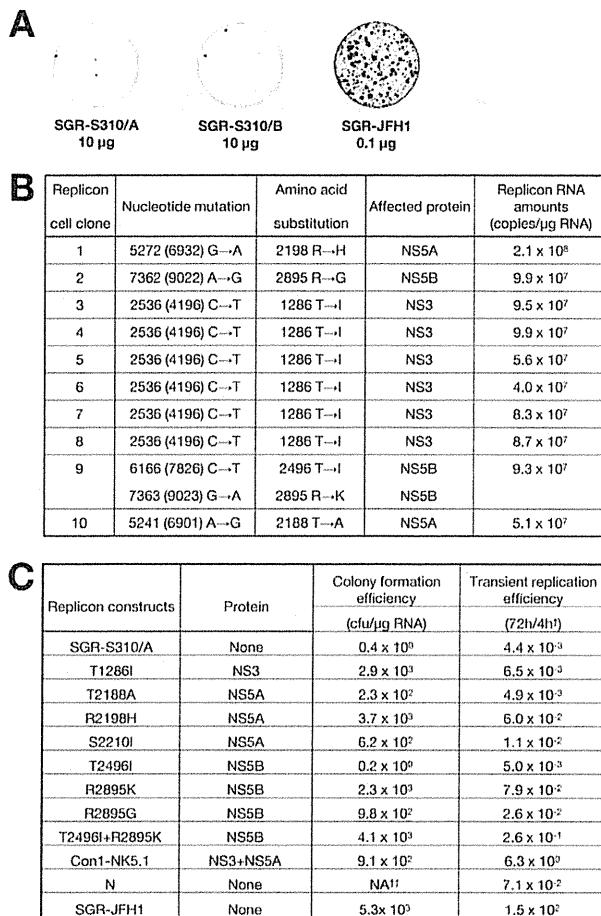 A
SGR-S310/A
10 µg
SGR-S310/B
10 µg
SGR-JFH1
0.1 µg
B
Replicon cell clone | Nucleotide mutation | Amino acid substitution | Affected protein | Replicon RNA amounts (copies/µg RNA)
1 | 5272 (6932) G→A | 2198 R→H | NS5A | 2.1 x 10⁸
2 | 7362 (9022) A→G | 2895 R→G | NS5B | 9.9 x 10⁷
3 | 2536 (4196) C→T | 1286 T→I | NS3 | 9.5 x 10⁷
4 | 2536 (4196) C→T | 1286 T→I | NS3 | 9.9 x 10⁷
5 | 2536 (4196) C→T | 1286 T→I | NS3 | 5.6 x 10⁷
6 | 2536 (4196) C→T | 1286 T→I | NS3 | 4.0 x 10⁷
7 | 2536 (4196) C→T | 1286 T→I | NS3 | 8.3 x 10⁷
8 | 2536 (4196) C→T | 1286 T→I | NS3 | 8.7 x 10⁷
9 | 6166 (7826) C→T | 2496 T→I | NS5B | 9.3 x 10⁷
7363 (9023) G→A | 2895 R→K | NS5B
10 | 5241 (6901) A→G | 2188 T→A | NS5A | 5.1 x 10⁷
C
Replicon constructs | Protein | Colony formation efficiency (cfu/µg RNA) | Transient replication efficiency (72h/4h†)
SGR-S310/A | None | 0.4 x 10⁰ | 4.4 x 10⁻³
T1286I | NS3 | 2.9 x 10³ | 6.5 x 10⁻³
T2188A | NS5A | 2.3 x 10² | 4.9 x 10⁻³
R2198H | NS5A | 3.7 x 10³ | 6.0 x 10⁻²
S2210I | NS5A | 6.2 x 10² | 1.1 x 10⁻²
T2496I | NS5B | 0.2 x 10⁰ | 5.0 x 10⁻³
R2895K | NS5B | 2.3 x 10³ | 7.9 x 10⁻²
R2895G | NS5B | 9.8 x 10² | 2.6 x 10⁻²
T2496I+R2895K | NS5B | 4.1 x 10³ | 2.6 x 10⁻¹
Con1-NK5.1 | NS3+NS5A | 9.1 x 10² | 6.3 x 10⁰
N | None | NA†† | 7.1 x 10⁻²
SGR-JFH1 | None | 5.3x 10³ | 1.5 x 10²